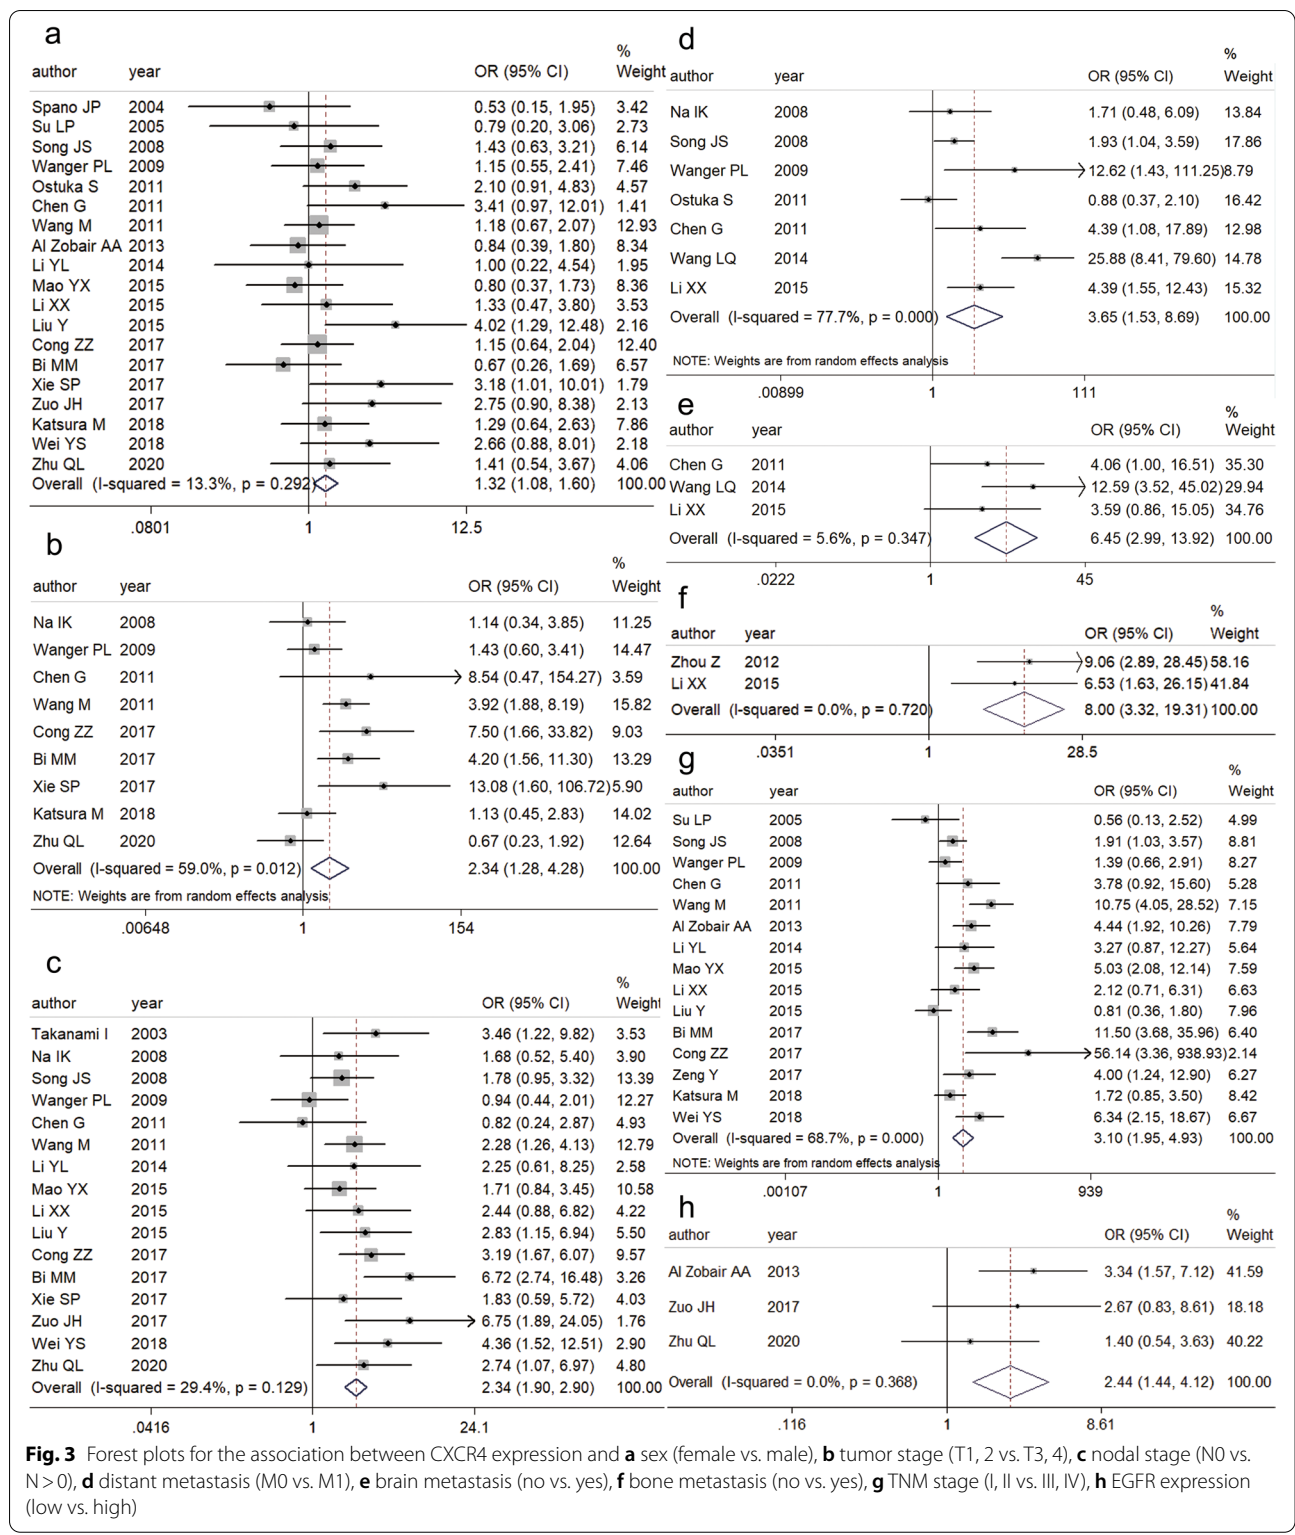 a
%
author year OR (95% CI) Weight
Spano JP 2004 0.53 (0.15, 1.95) 3.42
Su LP 2005 0.79 (0.20, 3.06) 2.73
Song JS 2008 1.43 (0.63, 3.21) 6.14
Wanger PL 2009 1.15 (0.55, 2.41) 7.46
Ostuka S 2011 2.10 (0.91, 4.83) 4.57
Chen G 2011 3.41 (0.97, 12.01) 1.41
Wang M 2011 1.18 (0.67, 2.07) 12.93
Al Zobair AA 2013 0.84 (0.39, 1.80) 8.34
Li YL 2014 1.00 (0.22, 4.54) 1.95
Mao YX 2015 0.80 (0.37, 1.73) 8.36
Li XX 2015 1.33 (0.47, 3.80) 3.53
Liu Y 2015 4.02 (1.29, 12.48) 2.16
Cong ZZ 2017 1.15 (0.64, 2.04) 12.40
Bi MM 2017 0.67 (0.26, 1.69) 6.57
Xie SP 2017 3.18 (1.01, 10.01) 1.79
Zuo JH 2017 2.75 (0.90, 8.38) 2.13
Katsura M 2018 1.29 (0.64, 2.63) 7.86
Wei YS 2018 2.66 (0.88, 8.01) 2.18
Zhu QL 2020 1.41 (0.54, 3.67) 4.06
Overall (I-squared = 13.3%, p = 0.292) 1.32 (1.08, 1.60) 100.00
.0801 1 12.5
b
%
author year OR (95% CI) Weight
Na IK 2008 1.14 (0.34, 3.85) 11.25
Wanger PL 2009 1.43 (0.60, 3.41) 14.47
Chen G 2011 8.54 (0.47, 154.27) 3.59
Wang M 2011 3.92 (1.88, 8.19) 15.82
Cong ZZ 2017 7.50 (1.66, 33.82) 9.03
Bi MM 2017 4.20 (1.56, 11.30) 13.29
Xie SP 2017 13.08 (1.60, 106.72) 5.90
Katsura M 2018 1.13 (0.45, 2.83) 14.02
Zhu QL 2020 0.67 (0.23, 1.92) 12.64
Overall (I-squared = 59.0%, p = 0.012) 2.34 (1.28, 4.28) 100.00
NOTE: Weights are from random effects analysis
.00648 1 154
c
%
author year OR (95% CI) Weight
Takanami I 2003 3.46 (1.22, 9.82) 3.53
Na IK 2008 1.68 (0.52, 5.40) 3.90
Song JS 2008 1.78 (0.95, 3.32) 13.39
Wanger PL 2009 0.94 (0.44, 2.01) 12.27
Chen G 2011 0.82 (0.24, 2.87) 4.93
Wang M 2011 2.28 (1.26, 4.13) 12.79
Li YL 2014 2.25 (0.61, 8.25) 2.58
Mao YX 2015 1.71 (0.84, 3.45) 10.58
Li XX 2015 2.44 (0.88, 6.82) 4.22
Liu Y 2015 2.83 (1.15, 6.94) 5.50
Cong ZZ 2017 3.19 (1.67, 6.07) 9.57
Bi MM 2017 6.72 (2.74, 16.48) 3.26
Xie SP 2017 1.83 (0.59, 5.72) 4.03
Zuo JH 2017 6.75 (1.89, 24.05) 1.76
Wei YS 2018 4.36 (1.52, 12.51) 2.90
Zhu QL 2020 2.74 (1.07, 6.97) 4.80
Overall (I-squared = 29.4%, p = 0.129) 2.34 (1.90, 2.90) 100.00
.0416 1 24.1
d
%
author year OR (95% CI) Weight
Na IK 2008 1.71 (0.48, 6.09) 13.84
Song JS 2008 1.93 (1.04, 3.59) 17.86
Wanger PL 2009 12.62 (1.43, 111.25) 8.79
Ostuka S 2011 0.88 (0.37, 2.10) 16.42
Chen G 2011 4.39 (1.08, 17.89) 12.98
Wang LQ 2014 25.88 (8.41, 79.60) 14.78
Li XX 2015 4.39 (1.55, 12.43) 15.32
Overall (I-squared = 77.7%, p = 0.000) 3.65 (1.53, 8.69) 100.00
NOTE: Weights are from random effects analysis
.00899 1 111
e
%
author year OR (95% CI) Weight
Chen G 2011 4.06 (1.00, 16.51) 35.30
Wang LQ 2014 12.59 (3.52, 45.02) 29.94
Li XX 2015 3.59 (0.86, 15.05) 34.76
Overall (I-squared = 5.6%, p = 0.347) 6.45 (2.99, 13.92) 100.00
.0222 1 45
f
%
author year OR (95% CI) Weight
Zhou Z 2012 9.06 (2.89, 28.45) 58.16
Li XX 2015 6.53 (1.63, 26.15) 41.84
Overall (I-squared = 0.0%, p = 0.720) 8.00 (3.32, 19.31) 100.00
.0351 1 28.5
g
%
author year OR (95% CI) Weight
Su LP 2005 0.56 (0.13, 2.52) 4.99
Song JS 2008 1.91 (1.03, 3.57) 8.81
Wanger PL 2009 1.39 (0.66, 2.91) 8.27
Chen G 2011 3.78 (0.92, 15.60) 5.28
Wang M 2011 10.75 (4.05, 28.52) 7.15
Al Zobair AA 2013 4.44 (1.92, 10.26) 7.79
Li YL 2014 3.27 (0.87, 12.27) 5.64
Mao YX 2015 5.03 (2.08, 12.14) 7.59
Li XX 2015 2.12 (0.71, 6.31) 6.63
Liu Y 2015 0.81 (0.36, 1.80) 7.96
Bi MM 2017 11.50 (3.68, 35.96) 6.40
Cong ZZ 2017 56.14 (3.36, 938.93) 2.14
Zeng Y 2017 4.00 (1.24, 12.90) 6.27
Katsura M 2018 1.72 (0.85, 3.50) 8.42
Wei YS 2018 6.34 (2.15, 18.67) 6.67
Overall (I-squared = 68.7%, p = 0.000) 3.10 (1.95, 4.93) 100.00
NOTE: Weights are from random effects analysis
.00107 1 939
h
%
author year OR (95% CI) Weight
Al Zobair AA 2013 3.34 (1.57, 7.12) 41.59
Zuo JH 2017 2.67 (0.83, 8.61) 18.18
Zhu QL 2020 1.40 (0.54, 3.63) 40.22
Overall (I-squared = 0.0%, p = 0.368) 2.44 (1.44, 4.12) 100.00
.116 1 8.61
Fig. 3 Forest plots for the association between CXCR4 expression and a sex (female vs. male), b tumor stage (T1, 2 vs. T3, 4), c nodal stage (N0 vs.
N > 0), d distant metastasis (M0 vs. M1), e brain metastasis (no vs. yes), f bone metastasis (no vs. yes), g TNM stage (I, II vs. III, IV), h EGFR expression
(low vs. high)